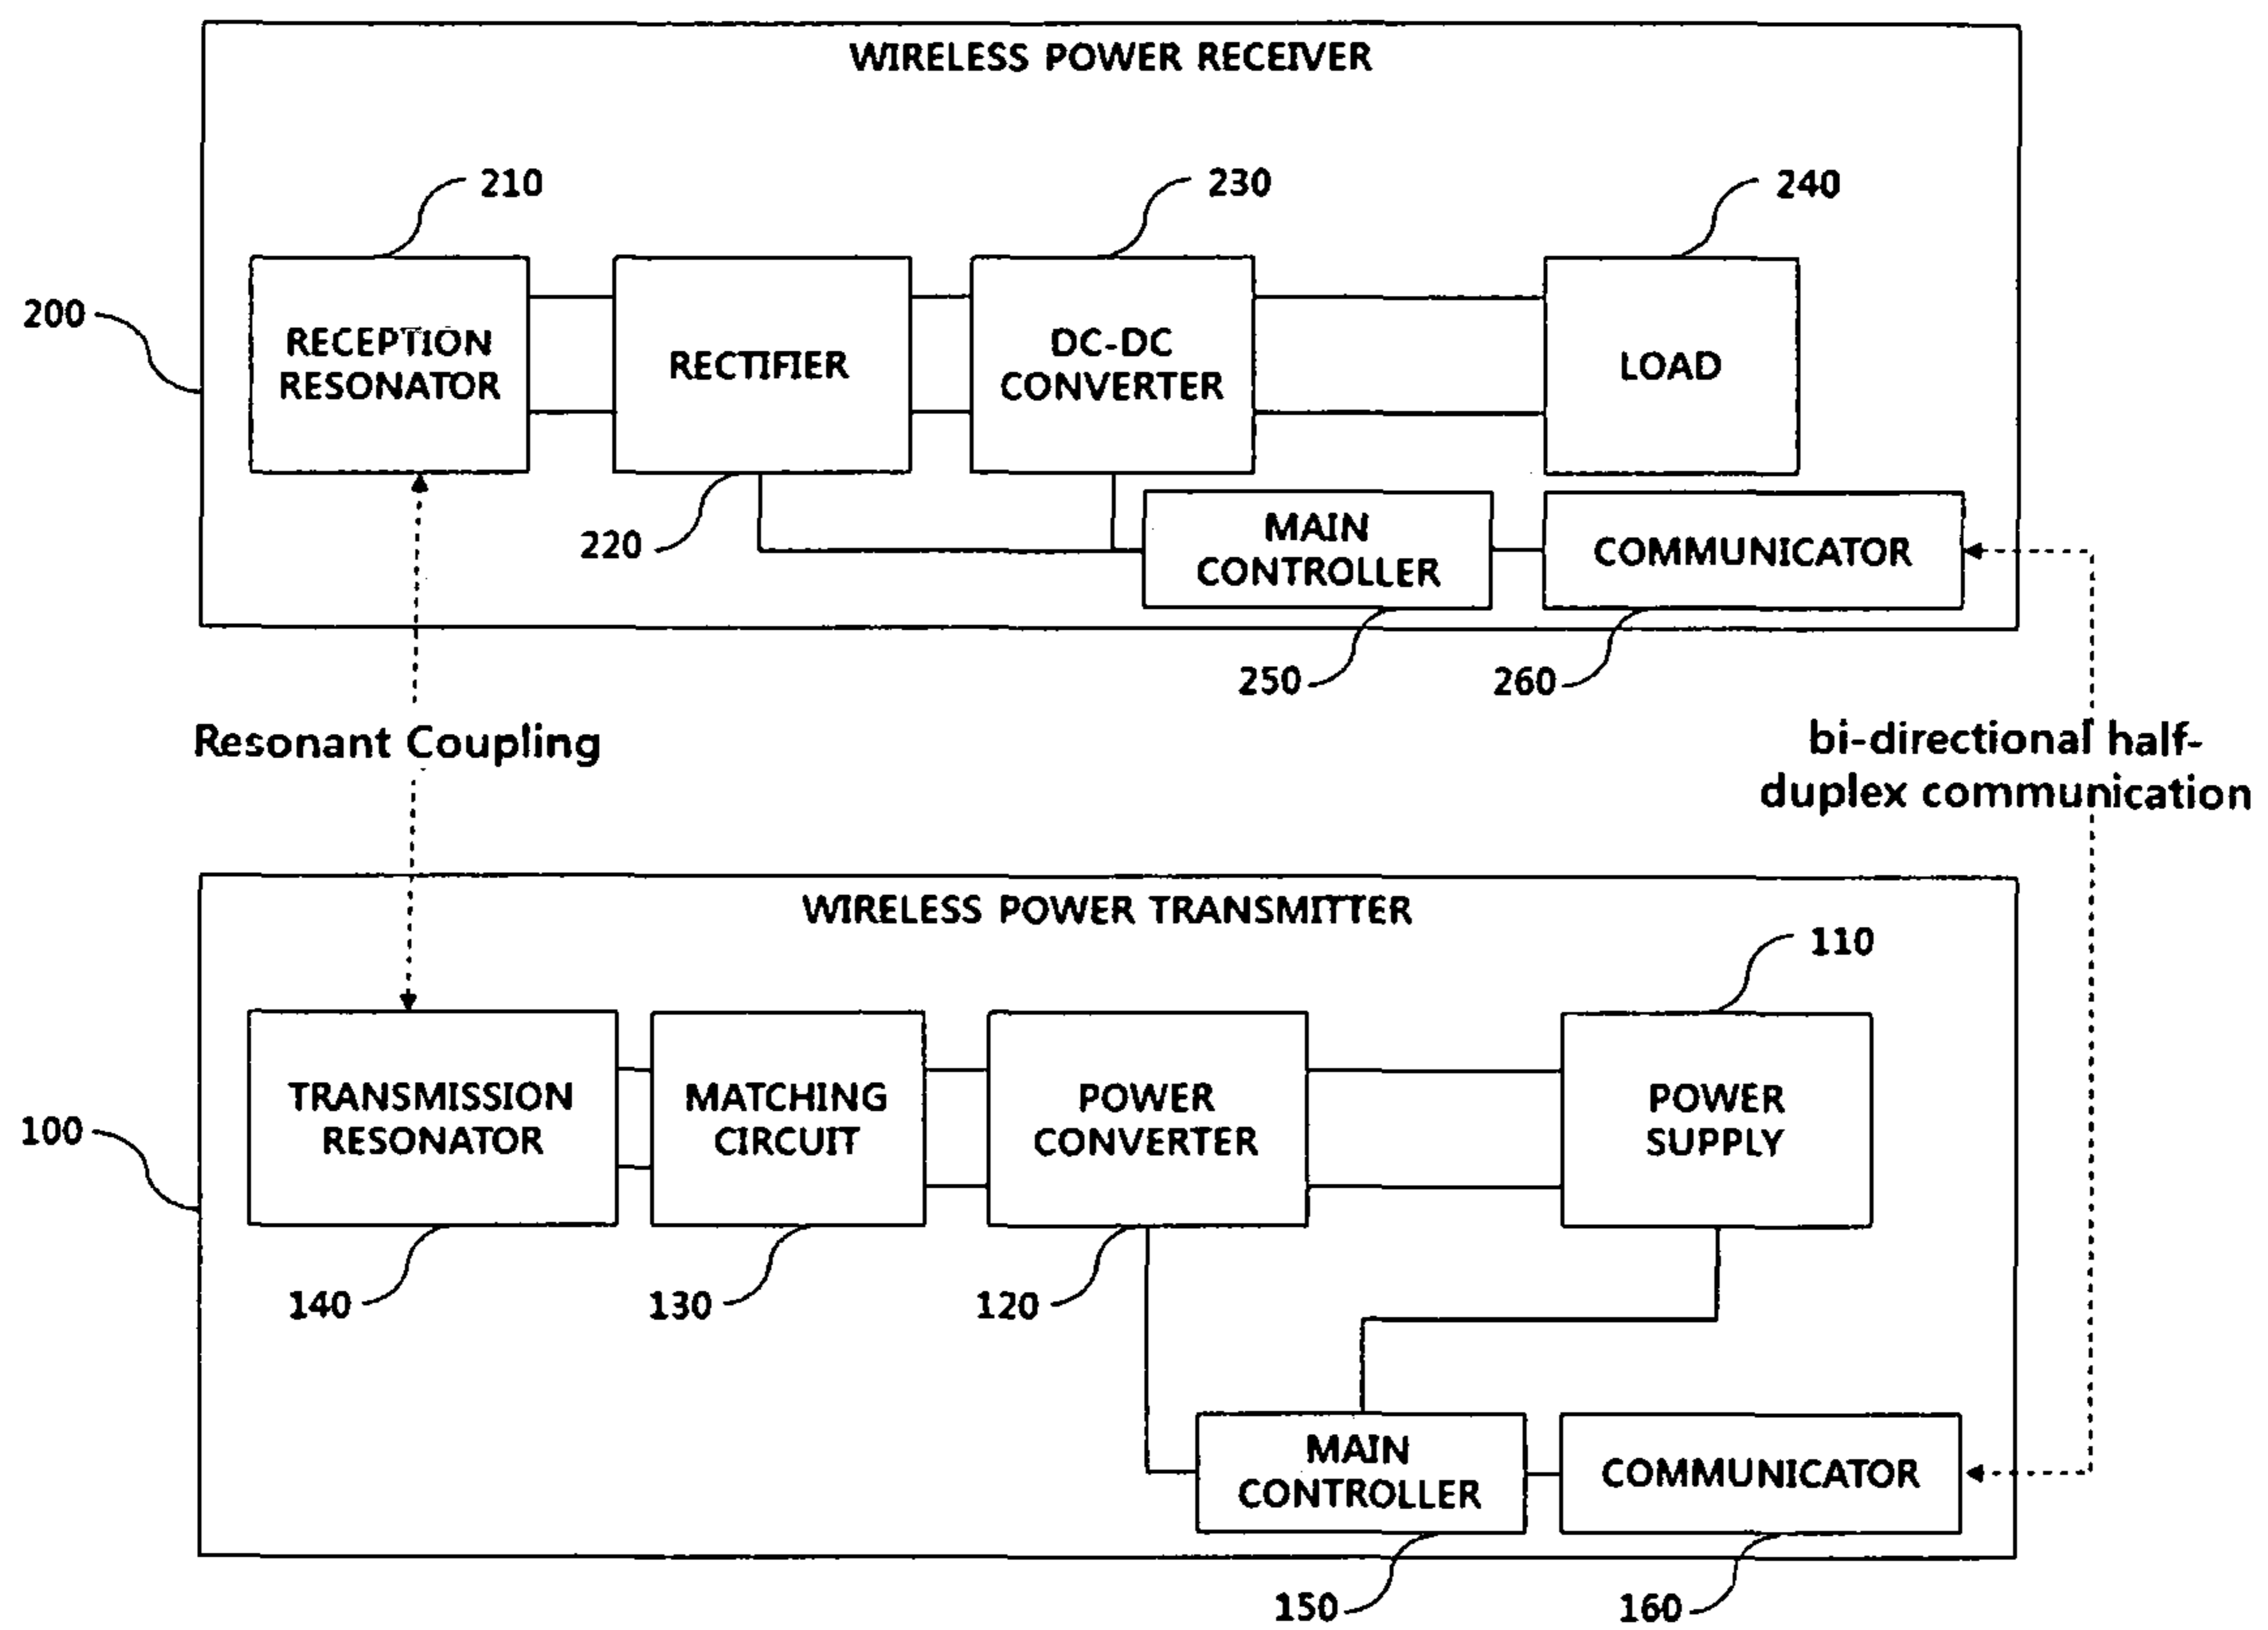 WIRELESS POWER RECEIVER
210
230
240
200
RECEPTION
RESONATOR
RECTIFIER
DC-DC
CONVERTER
LOAD
220
MAIN
CONTROLLER
COMMUNICATOR
250
260
Resonant Coupling
bi-directional half-
duplex communication
WIRELESS POWER TRANSMITTER
110
100
TRANSMISSION
RESONATOR
MATCHING
CIRCUIT
POWER
CONVERTER
POWER
SUPPLY
140
130
120
MAIN
CONTROLLER
COMMUNICATOR
150
160